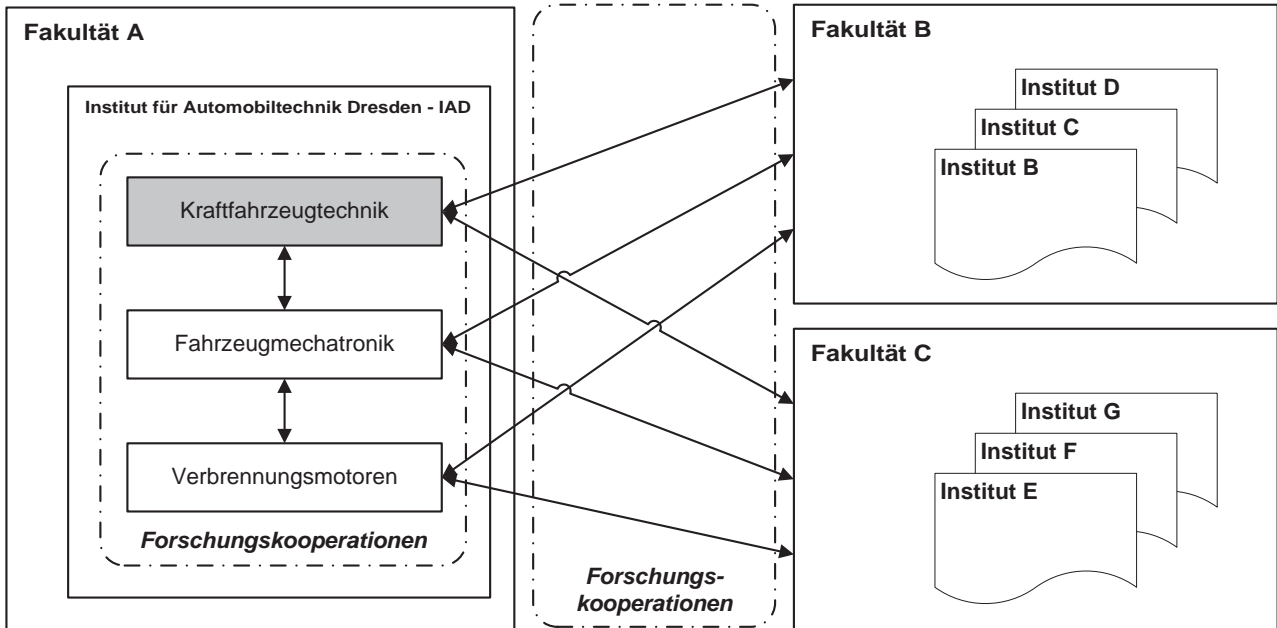 Fakultät A
Institut für Automobiltechnik Dresden - IAD
Kraftfahrzeugtechnik
Fahrzeugmechatronik
Verbrennungsmotoren
Forschungskooperationen
Forschungs-
kooperationen
Fakultät B
Institut D
Institut C
Institut B
Fakultät C
Institut G
Institut F
Institut E